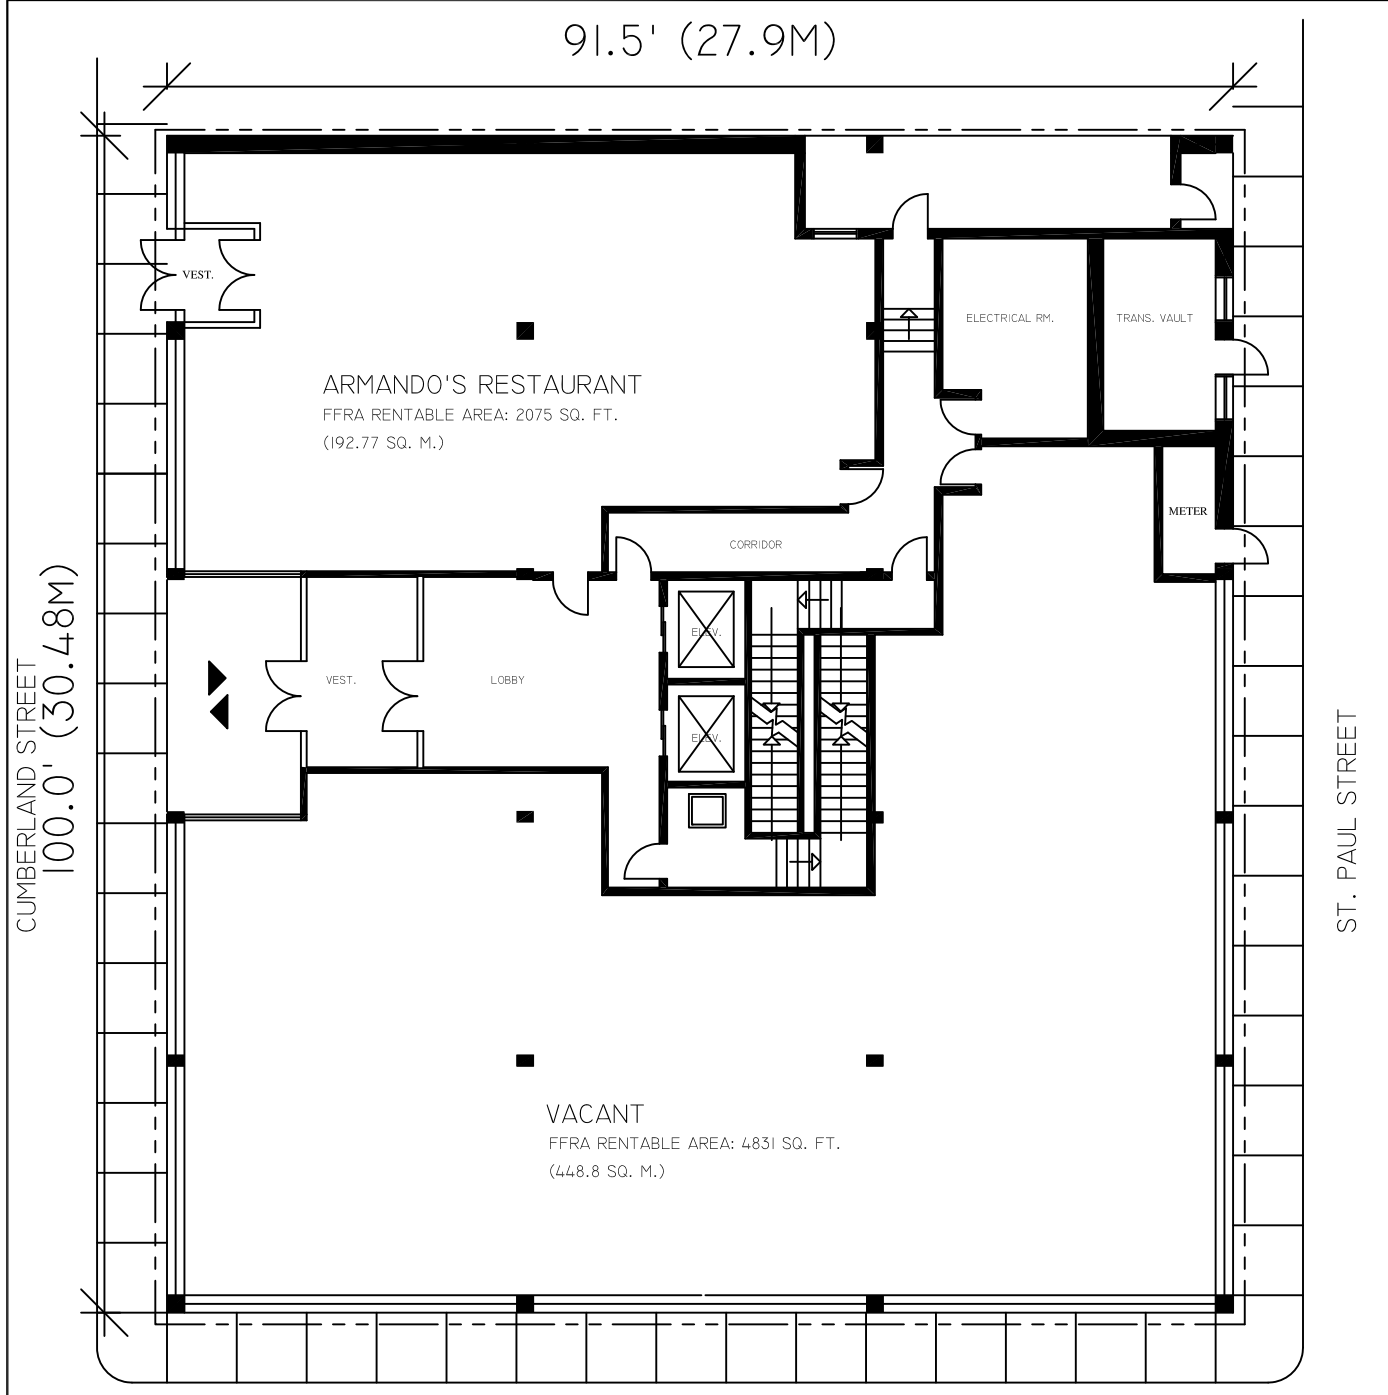 91.5' (27.9M)
VEST.
ELECTRICAL RM.
TRANS. VAULT
ARMANDO'S RESTAURANT
FFRA RENTABLE AREA: 2075 SQ. FT.
(192.77 SQ. M.)
METER
CORRIDOR
ELEV.
VEST.
LOBBY
ELEV.
CUMBERLAND STREET
100.0' (30.48M)
ST. PAUL STREET
VACANT
FFRA RENTABLE AREA: 4831 SQ. FT.
(448.8 SQ. M.)